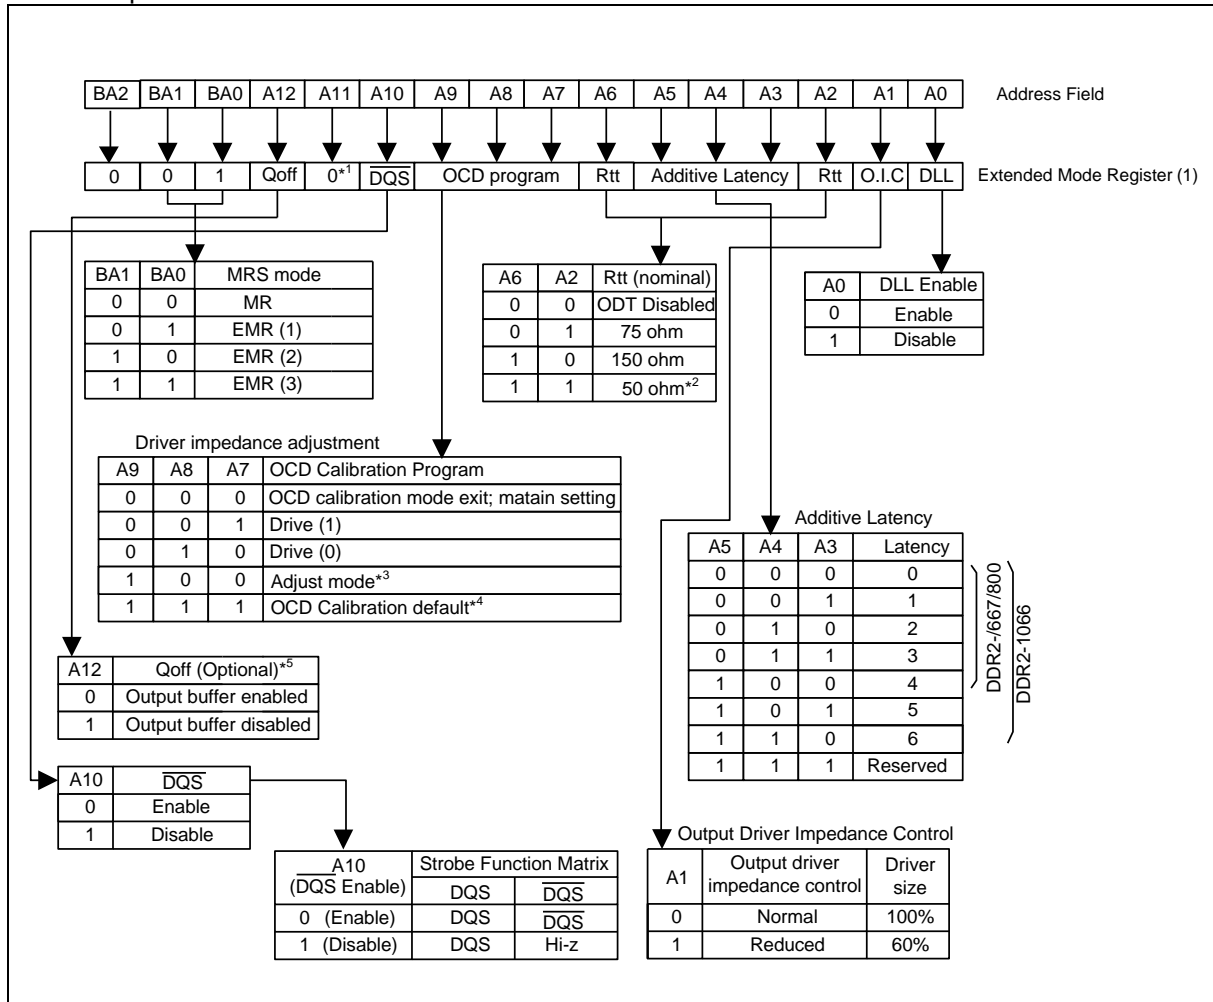 BA2 BA1 BA0 A12 A11 A10 A9 A8 A7 A6 A5 A4 A3 A2 A1 A0 Address Field
0 0 1 Qoff 0*1 DQS OCD program Rtt Additive Latency Rtt O.I.C DLL Extended Mode Register (1)
BA1 BA0 MRS mode
0 0 MR
0 1 EMR (1)
1 0 EMR (2)
1 1 EMR (3)
A6 A2 Rtt (nominal)
0 0 ODT Disabled
0 1 75 ohm
1 0 150 ohm
1 1 50 ohm*2
A0 DLL Enable
0 Enable
1 Disable
Driver impedance adjustment
A9 A8 A7 OCD Calibration Program
0 0 0 OCD calibration mode exit; matain setting
0 0 1 Drive (1)
0 1 0 Drive (0)
1 0 0 Adjust mode*3
1 1 1 OCD Calibration default*4
Additive Latency
A5 A4 A3 Latency
0 0 0 0
0 0 1 1
0 1 0 2
0 1 1 3
1 0 0 4
1 0 1 5
1 1 0 6
1 1 1 Reserved
DDR2-/667/800
DDR2-1066
A12 Qoff (Optional)*5
0 Output buffer enabled
1 Output buffer disabled
A10 DQS
0 Enable
1 Disable
A10
(DQS Enable)
Strobe Function Matrix
DQS DQS
0 (Enable) DQS DQS
1 (Disable) DQS Hi-z
Output Driver Impedance Control
A1
Output driver
impedance control
Driver
size
0 Normal 100%
1 Reduced 60%